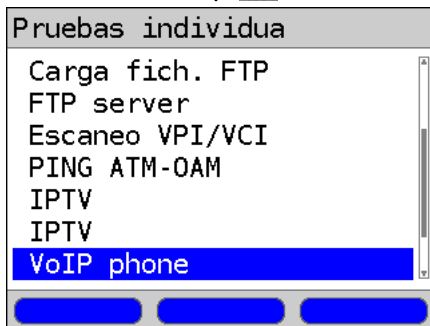 Pruebas individua
Carga fich. FTP
FTP server
Escaneo VPI/VCI
PING ATM-OAM
IPTV
IPTV
VoIP phone